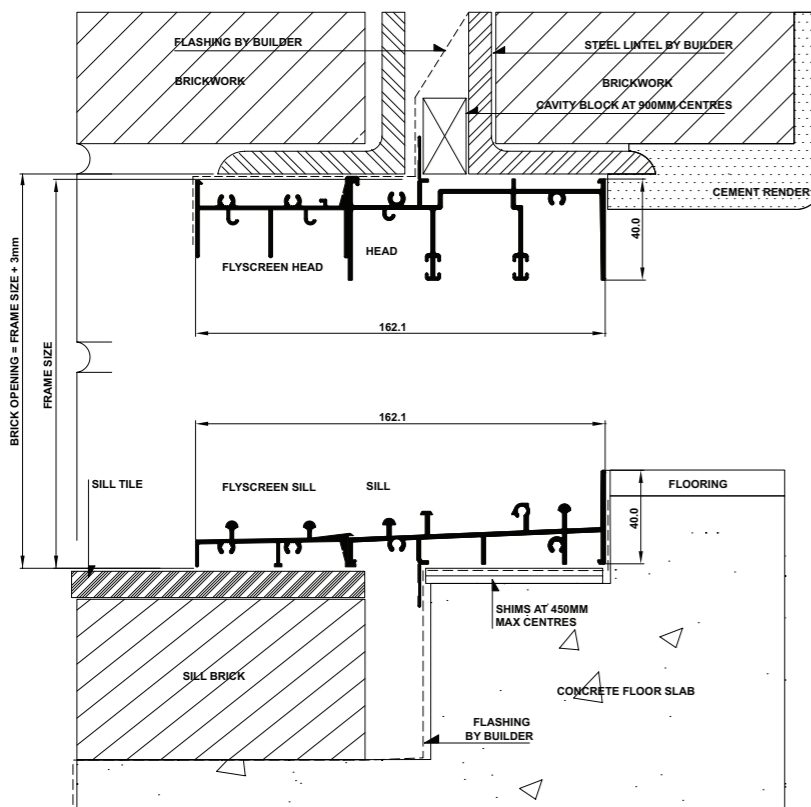 FLASHING BY BUILDER
STEEL LINTEL BY BUILDER
BRICKWORK
BRICKWORK
CAVITY BLOCK AT 900MM CENTRES
CEMENT RENDER
HEAD
FLYSCREEN HEAD
40.0
162.1
BRICK OPENING = FRAME SIZE + 3mm
FRAME SIZE
162.1
SILL TILE
FLYSCREEN SILL
SILL
FLOORING
40.0
SHIMS AT 450MM
MAX CENTRES
SILL BRICK
CONCRETE FLOOR SLAB
FLASHING
BY BUILDER